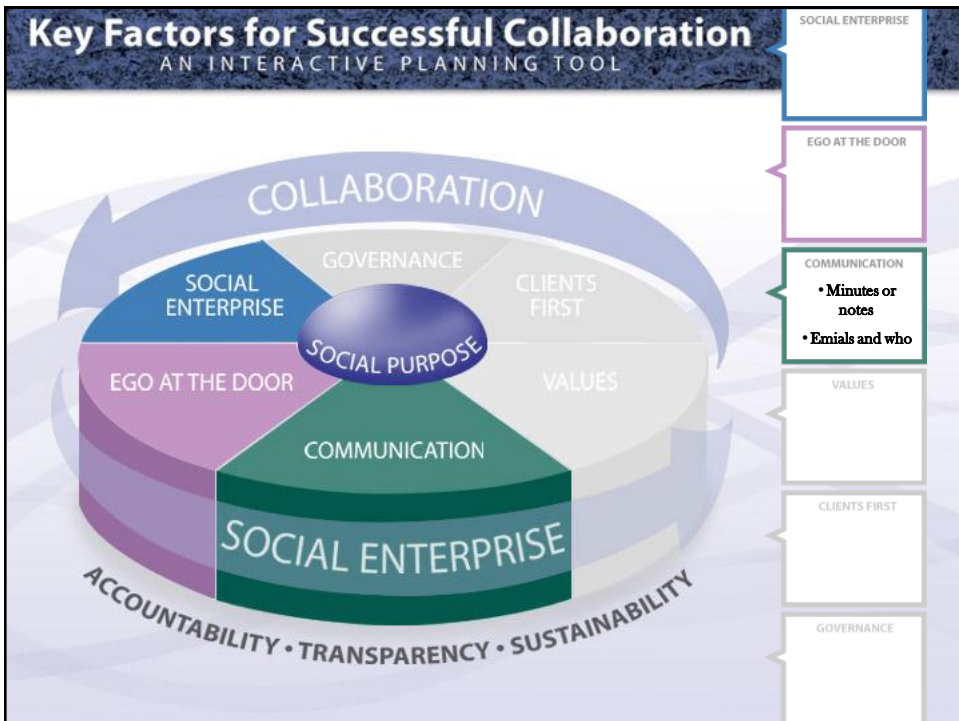 Key Factors for Successful Collaboration
AN INTERACTIVE PLANNING TOOL
COLLABORATION
GOVERNANCE
SOCIAL
ENTERPRISE
CLIENTS
FIRST
SOCIAL PURPOSE
EGO AT THE DOOR
VALUES
COMMUNICATION
SOCIAL ENTERPRISE
ACCOUNTABILITY • TRANSPARENCY • SUSTAINABILITY
SOCIAL ENTERPRISE
EGO AT THE DOOR
COMMUNICATION
• Minutes or
notes
• Emials and who
VALUES
CLIENTS FIRST
GOVERNANCE